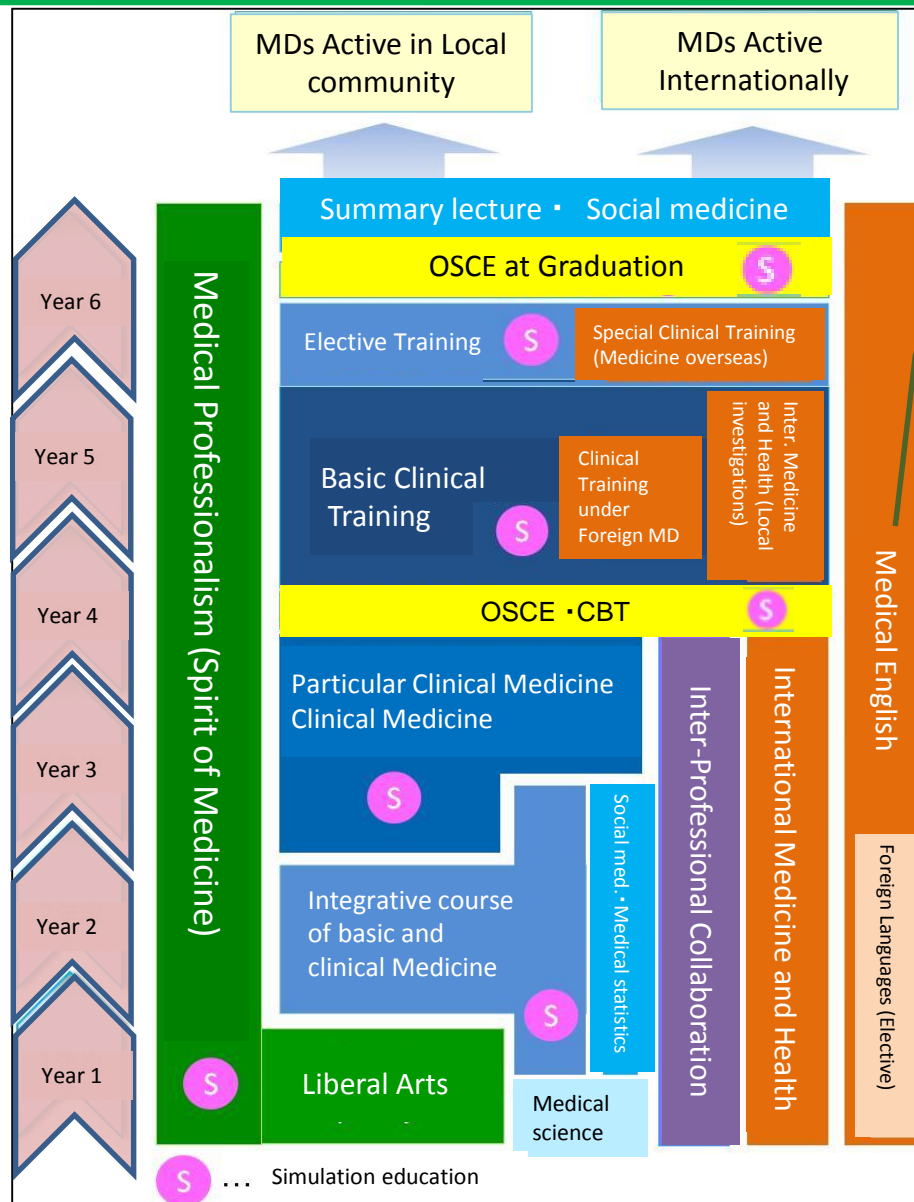 MDs Active in Local
community
MDs Active
Internationally
Summary lecture・ Social medicine
OSCE at Graduation
S
Year 6
Elective Training
S
Special Clinical Training
(Medicine overseas)
Year 5
Basic Clinical
Training
S
Clinical
Training
under
Foreign MD
Inter. Medicine
and Health (Local
investigations)
Year 4
OSCE・CBT
S
Medical Professionalism (Spirit of Medicine)
Particular Clinical Medicine
Clinical Medicine
S
Year 3
Inter-Professional Collaboration
International Medicine and Health
Medical English
Foreign Languages (Elective)
Social med.・Medical statistics
Year 2
Integrative course
of basic and
clinical Medicine
S
Year 1
S
Liberal Arts
Medical
science
S … Simulation education